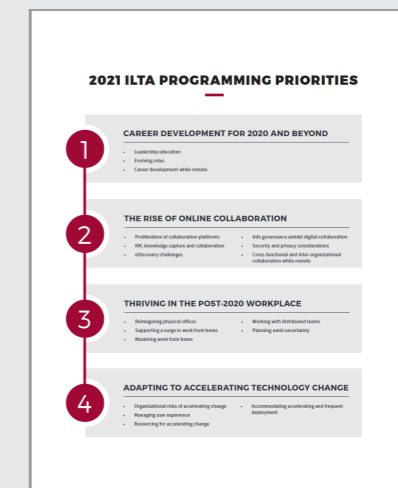 2021 ILTA PROGRAMMING PRIORITIES
1
CAREER DEVELOPMENT FOR 2020 AND BEYOND
• Leadership education
• Evolving roles
• Career development while remote
2
THE RISE OF ONLINE COLLABORATION
• Proliferation of collaboration platforms
• KM, knowledge capture and collaboration
• eDiscovery challenges
• Info governance amidst digital collaboration
• Security and privacy considerations
• Cross-functional and inter-organizational
collaboration while remote
3
THRIVING IN THE POST-2020 WORKPLACE
• Reimagining physical offices
• Supporting a surge in work from home
• Mastering work from home
• Working with distributed teams
• Planning amid uncertainty
4
ADAPTING TO ACCELERATING TECHNOLOGY CHANGE
• Organizational risks of accelerating change
• Managing user experience
• Resourcing for accelerating change
• Accommodating accelerating and frequent
deployment